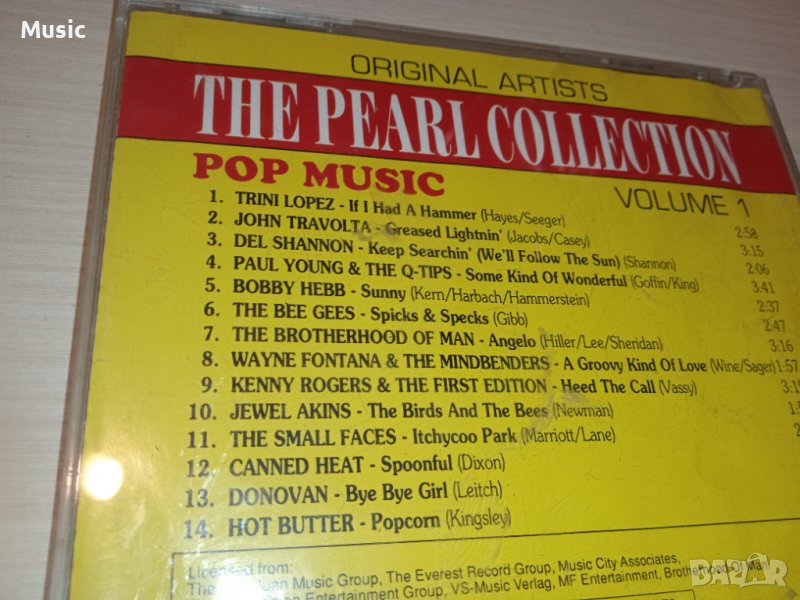 Music
ORIGINAL ARTISTS
THE PEARL COLLECTION
POP MUSIC
VOLUME 1
1. TRINI LOPEZ - If I Had A Hammer (Hayes/Seeger) 2:58
2. JOHN TRAVOLTA - Greased Lightnin' (Jacobs/Casey) 3:15
3. DEL SHANNON - Keep Searchin' (We'll Follow The Sun) (Shannon) 2:06
4. PAUL YOUNG & THE Q-TIPS - Some Kind Of Wonderful (Goffin/King) 3:41
5. BOBBY HEBB - Sunny (Kern/Harbach/Hammerstein) 2:37
6. THE BEE GEES - Spicks & Specks (Gibb) 2:47
7. THE BROTHERHOOD OF MAN - Angelo (Hiller/Lee/Sheridan) 3:16
8. WAYNE FONTANA & THE MINDBENDERS - A Groovy Kind Of Love (Wine/Sager) 1:57
9. KENNY ROGERS & THE FIRST EDITION - Heed The Call (Vassy)
10. JEWEL AKINS - The Birds And The Bees (Newman)
11. THE SMALL FACES - Itchycoo Park (Marriott/Lane)
12. CANNED HEAT - Spoonful (Dixon)
13. DONOVAN - Bye Bye Girl (Leitch)
14. HOT BUTTER - Popcorn (Kingsley)
Licensed from:
Music Group, The Everest Record Group, Music City Associates,
Entertainment Group, VS-Music Verlag, MF Entertainment, Brotherhood Of Man
BAZAR